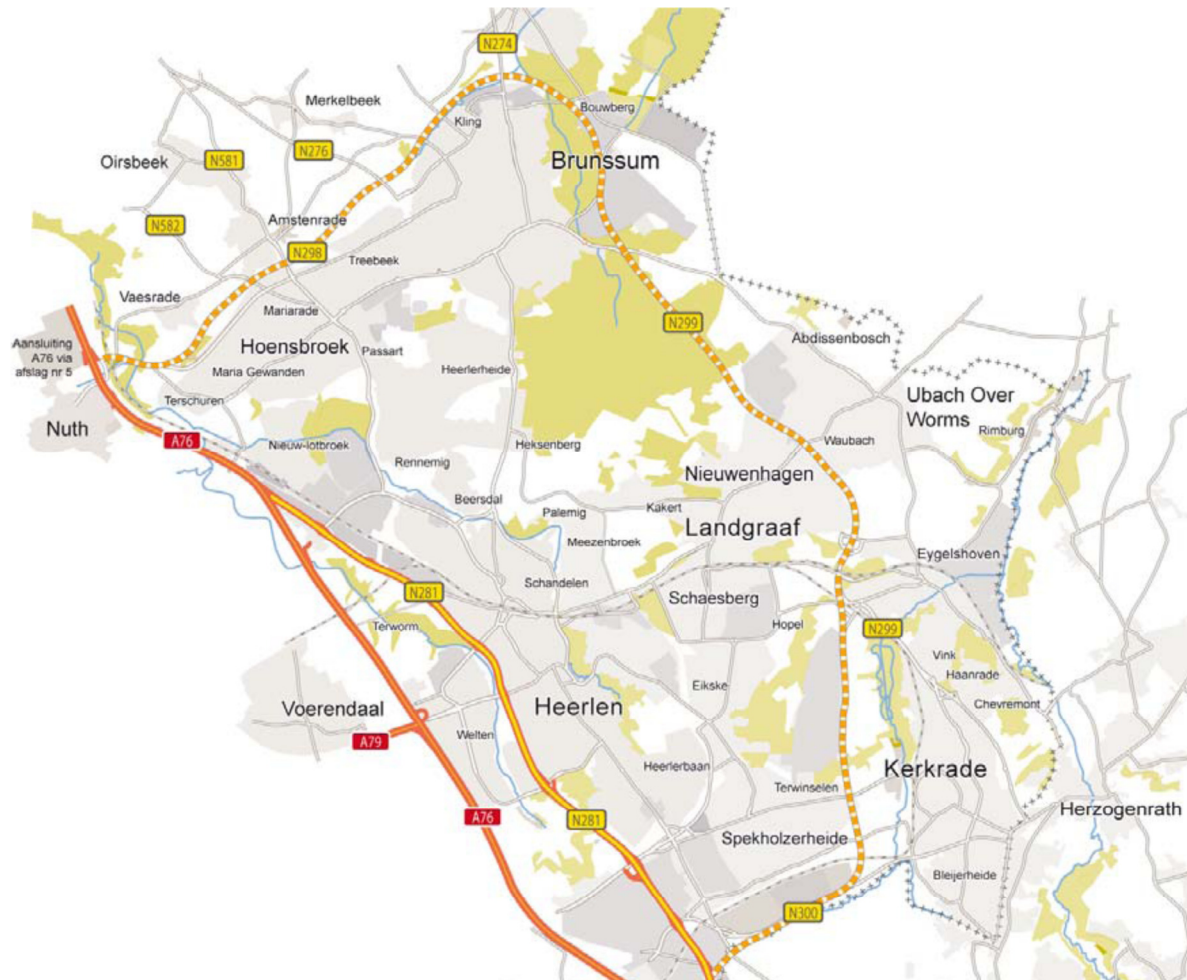 N274
Merkelbeek
Bouwberg
Kling
N276
N581
Oirsbeek
Brunssum
Amstenrade
N582
N298
Treebeek
Vaesrade
Mariarade
N299
Abdissenbosch
Aansluiting
A76 via
afslag nr 5
Hoensbroek
Passart
Maria Gewanden
Heerlerheide
Terschuren
Ubach Over
Worms
Nuth
A76
Nieuw-lotbroek
Heksenberg
Waubach
Rimburg
Rennemig
Nieuwenhagen
Beersdal
Palemig
Kakert
Landgraaf
Meezenbroek
Eygelshoven
Schandelen
N281
Schaesberg
Terworm
Hopel
N299
Vink
Haanrade
Eikske
Chevremont
Voerendaal
Heerlen
A79
Welten
Heerlerbaan
Kerkrade
Terwinselen
Herzogenrath
A76
N281
Spekholzerheide
Bleijerheide
N300